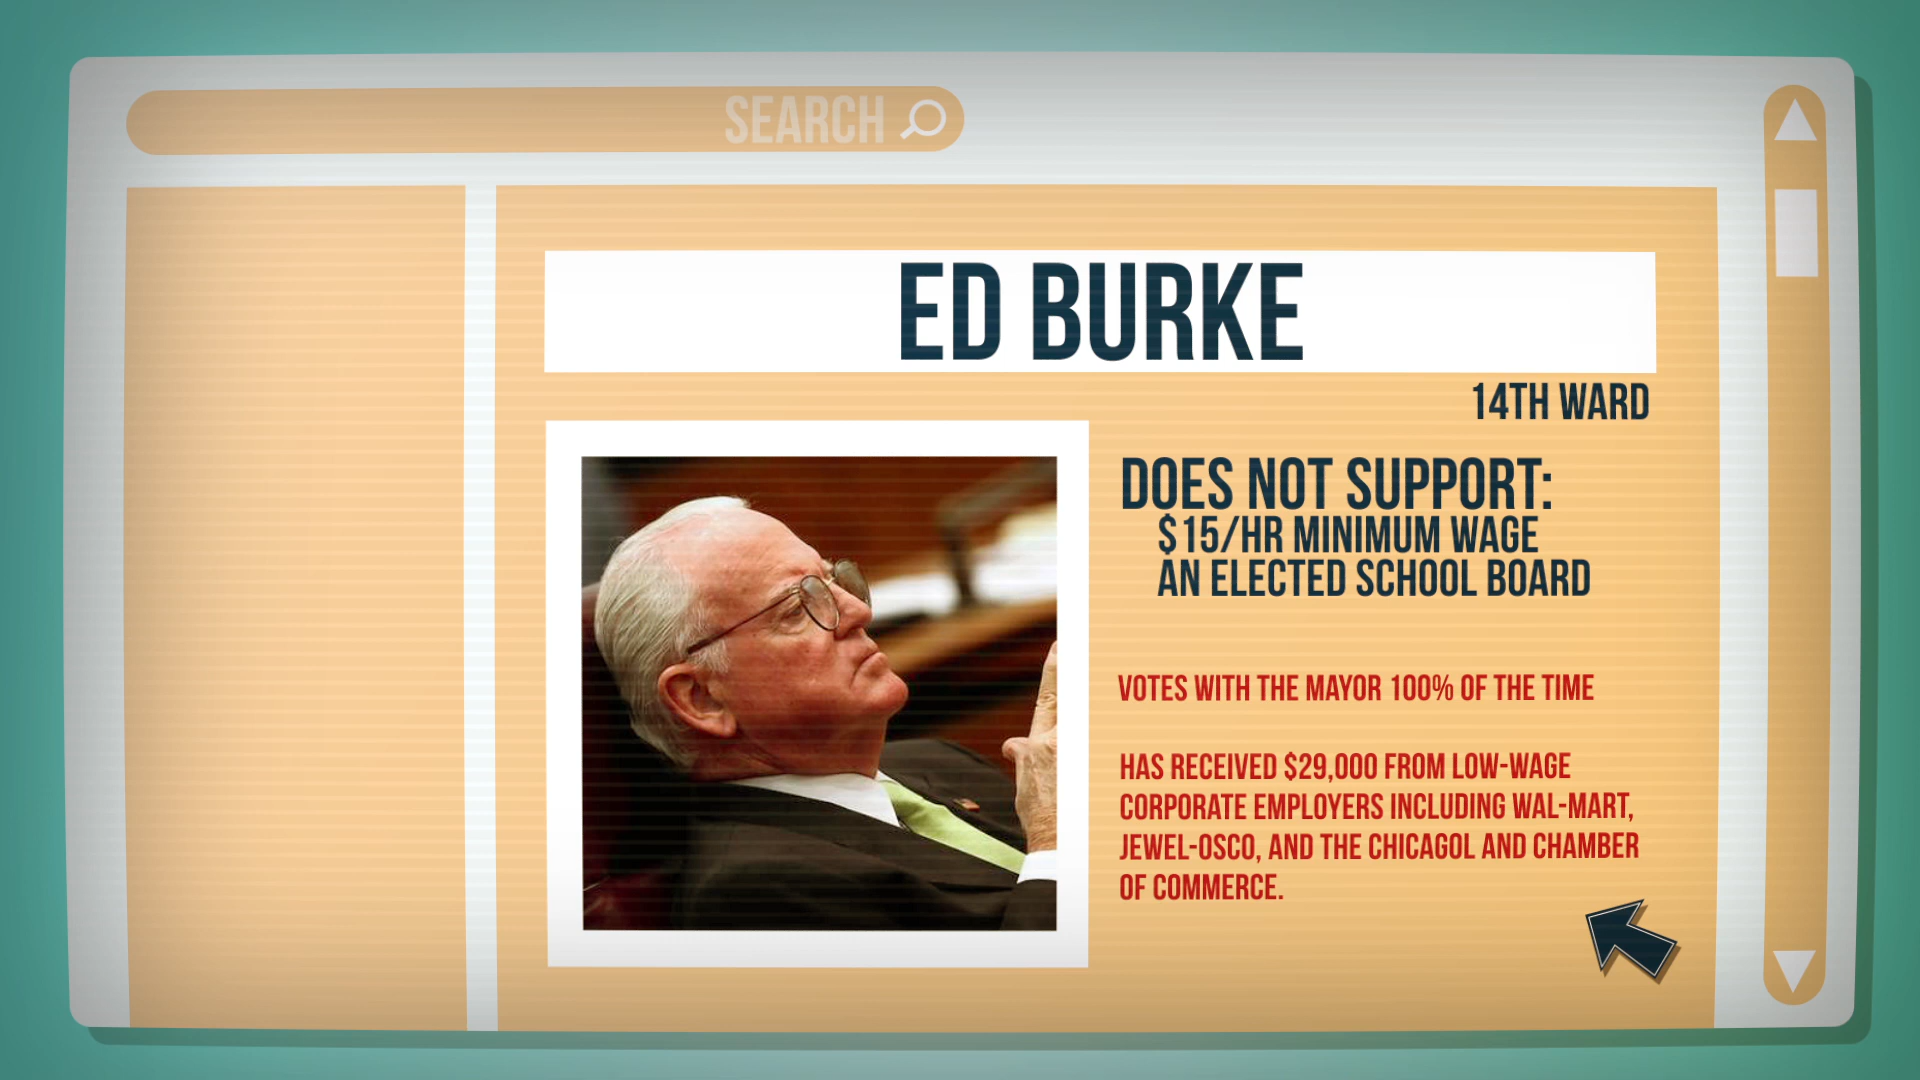 SEARCH
ED BURKE
14TH WARD
DOES NOT SUPPORT:
$15/HR MINIMUM WAGE
AN ELECTED SCHOOL BOARD
VOTES WITH THE MAYOR 100% OF THE TIME
HAS RECEIVED $29,000 FROM LOW-WAGE
CORPORATE EMPLOYERS INCLUDING WAL-MART,
JEWEL-OSCO, AND THE CHICAGOL AND CHAMBER
OF COMMERCE.